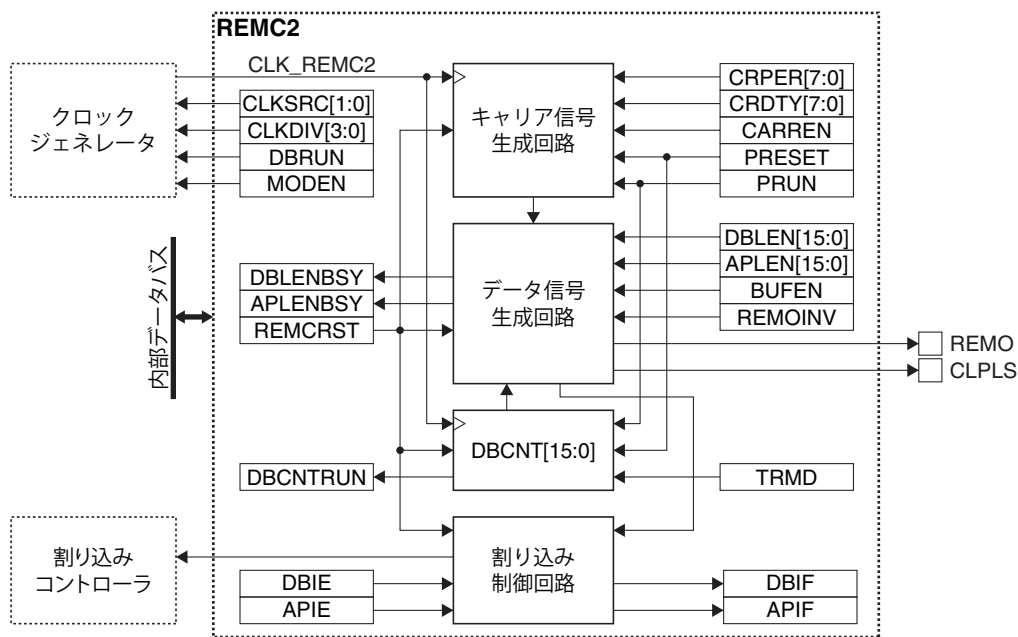 REMC2
CLK_REMC2
クロック
ジェネレータ
CLKSRC[1:0]
CLKDIV[3:0]
DBRUN
MODEN
キャリア信号
生成回路
CRPER[7:0]
CRDTY[7:0]
CARREN
PRESET
PRUN
内部データバス
DBLENBSY
APLENBSY
REMCRST
データ信号
生成回路
DBLEN[15:0]
APLEN[15:0]
BUFEN
REMOINV
REMO
CLPLS
DBCNT[15:0]
DBCNTRUN
TRMD
割り込み
コントローラ
DBIE
APIE
割り込み
制御回路
DBIF
APIF